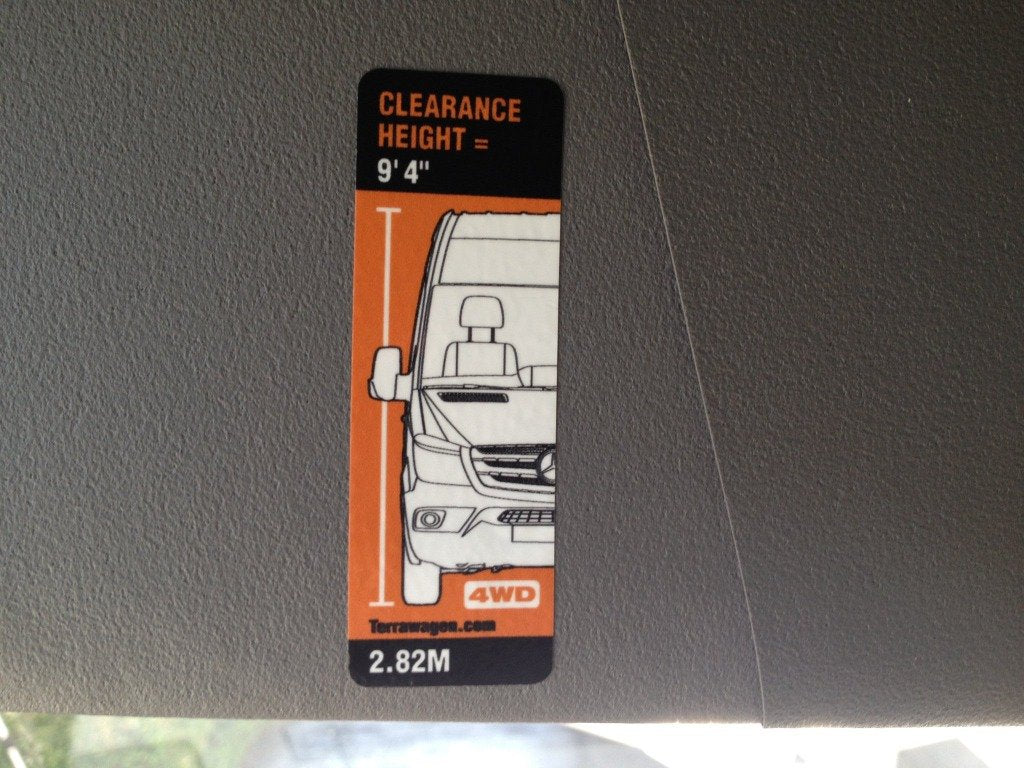 CLEARANCE
HEIGHT =
9' 4"
4WD
Terrawagen.com
2.82M